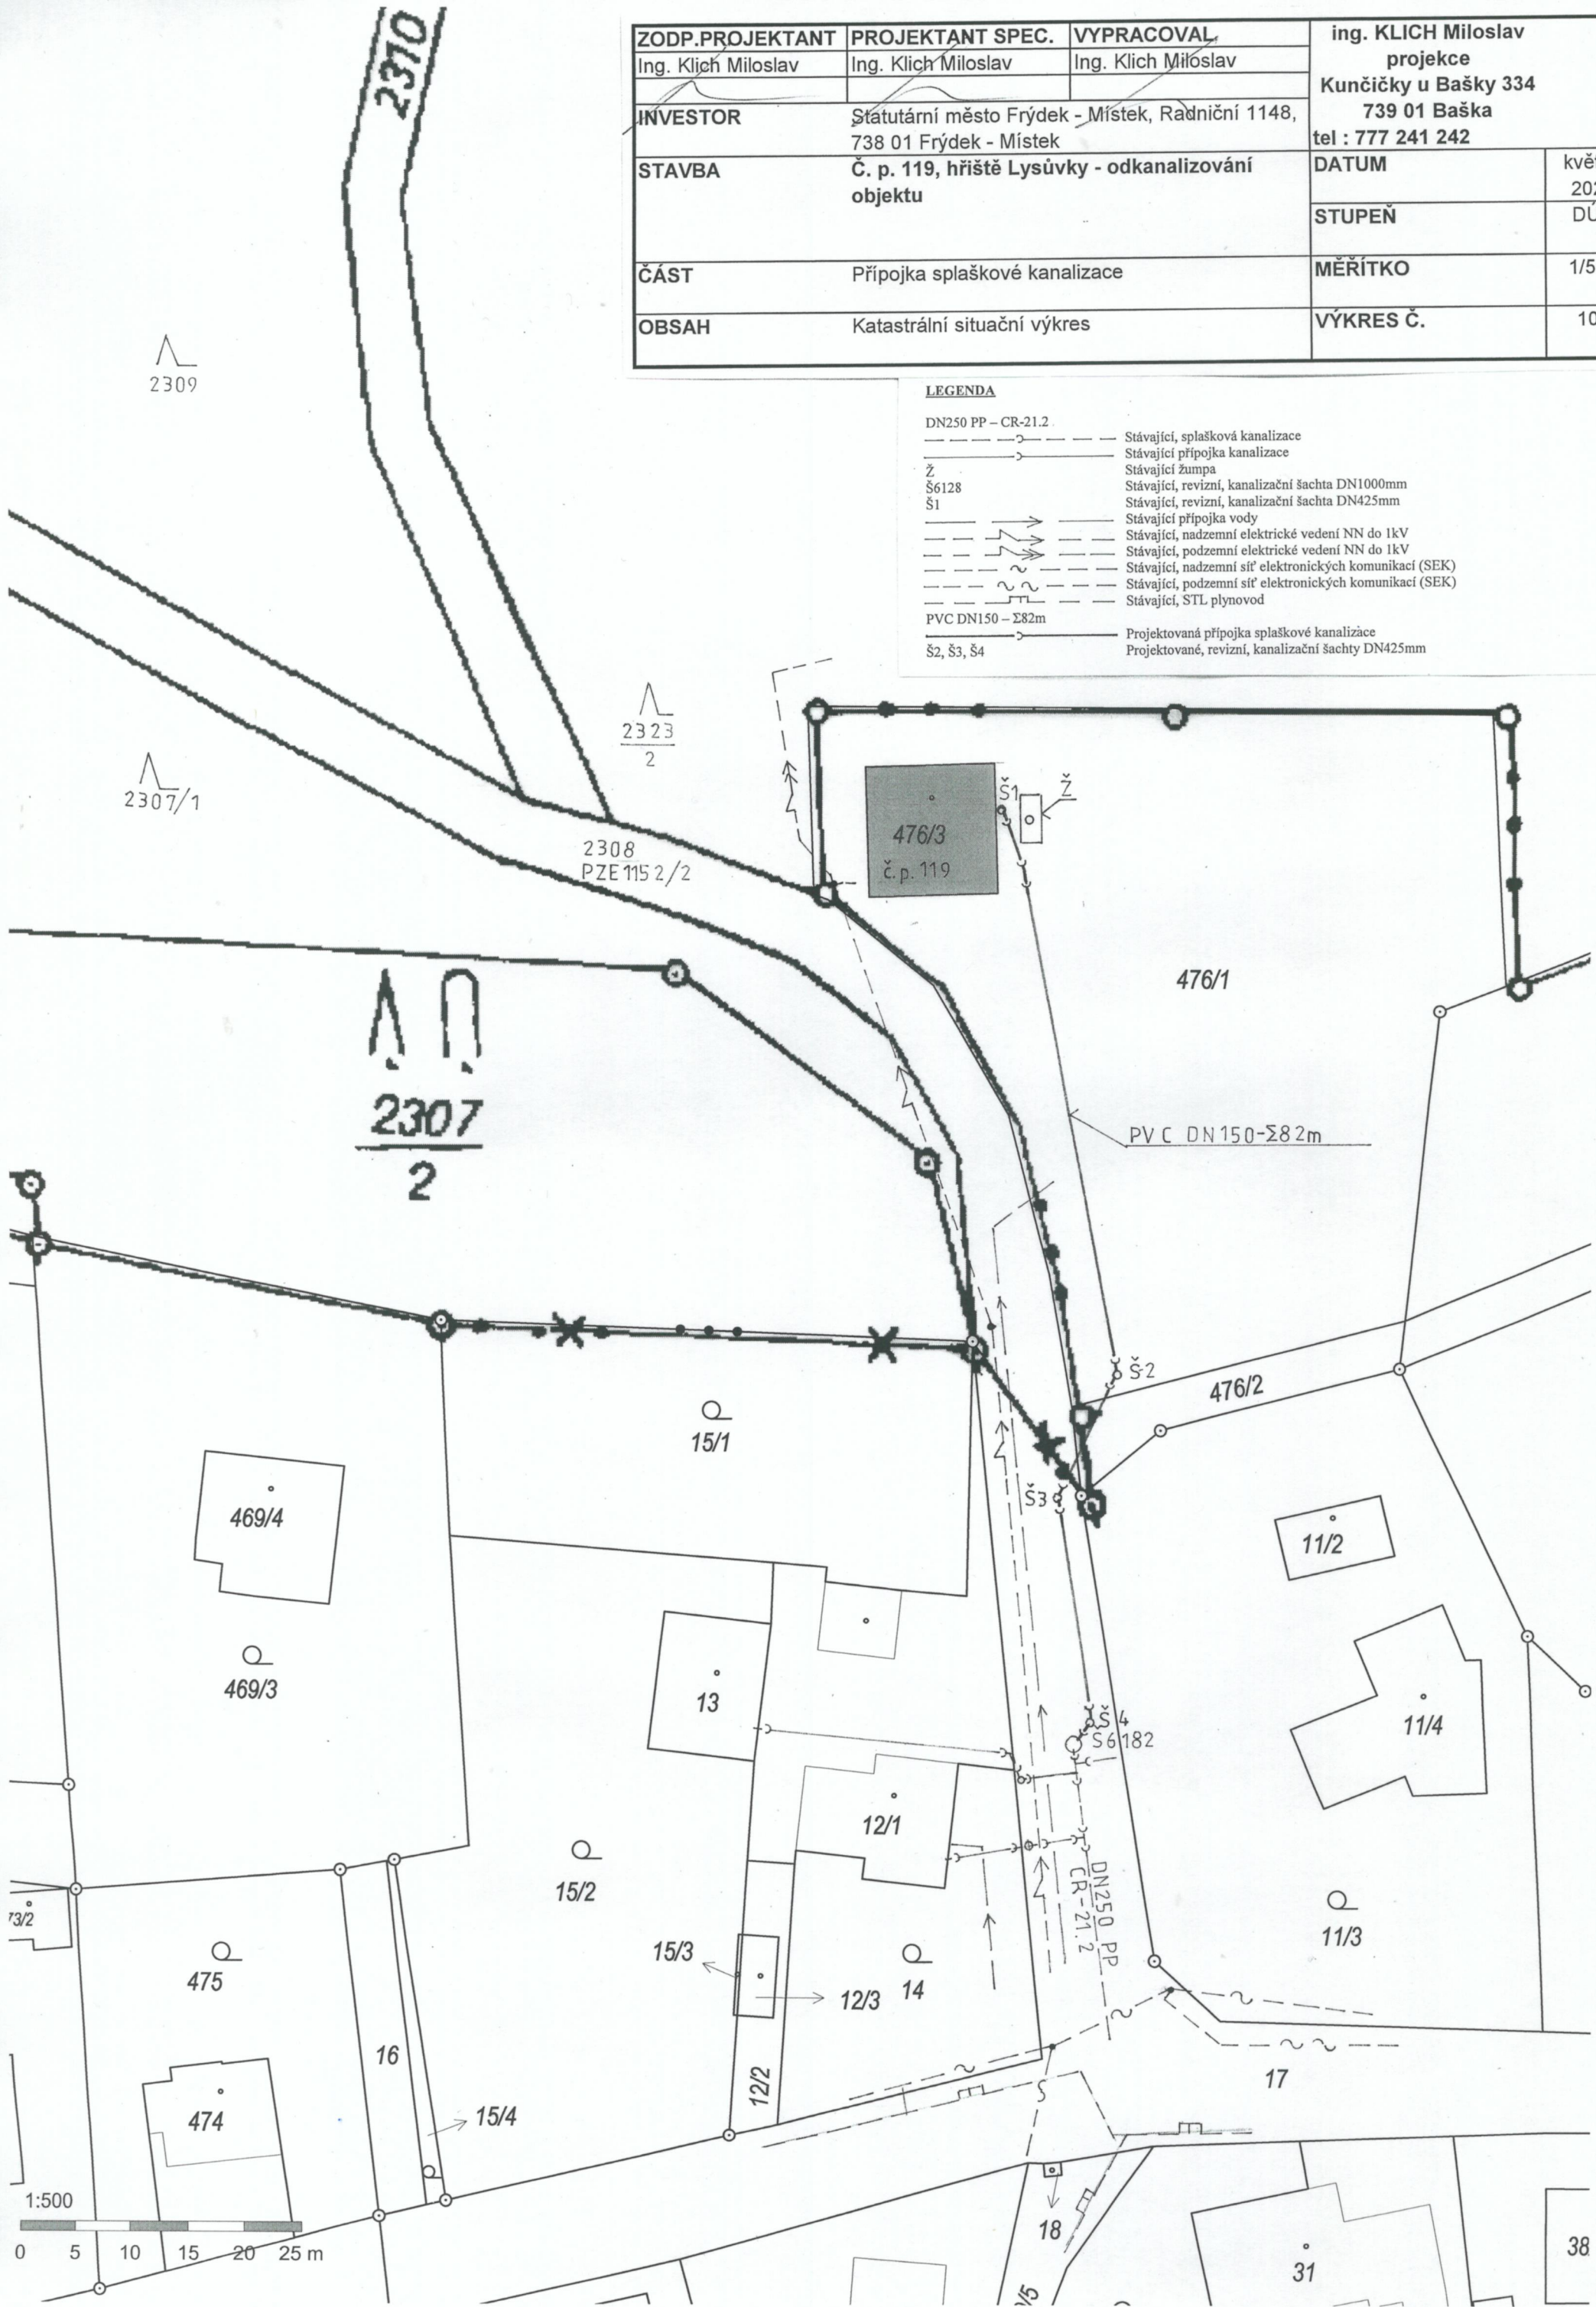 2310
ZODP.PROJEKTANT PROJEKTANT SPEC. VYPRACOVAL
Ing. Klich Miloslav Ing. Klich Miloslav Ing. Klich Miloslav
ing. KLICH Miloslav
projekce
Kunčičky u Bašky 334
739 01 Baška
tel : 777 241 242
INVESTOR Statutární město Frýdek - Místek, Radniční 1148,
738 01 Frýdek - Místek
STAVBA Č. p. 119, hřiště Lysůvky - odkanalizování
objektu
DATUM
STUPEŇ
ČÁST Přípojka splaškové kanalizace
MĚŘÍTKO
OBSAH Katastrální situační výkres
VÝKRES Č.
2309
LEGENDA
DN250 PP – CR-21.2
Stávající, splašková kanalizace
Stávající přípojka kanalizace
Ž Stávající žumpa
Š6128 Stávající, revizní, kanalizační šachta DN1000mm
Š1 Stávající, revizní, kanalizační šachta DN425mm
Stávající přípojka vody
Stávající, nadzemní elektrické vedení NN do 1kV
Stávající, podzemní elektrické vedení NN do 1kV
Stávající, nadzemní síť elektronických komunikací (SEK)
Stávající, podzemní síť elektronických komunikací (SEK)
Stávající, STL plynovod
PVC DN150 – Σ82m
Projektovaná přípojka splaškové kanalizace
Š2, Š3, Š4 Projektované, revizní, kanalizační šachty DN425mm
2323
2
2307/1
Š1
Ž
476/3
č.p. 119
2308
PZE 1152/2
476/1
2307
2
PVC DN150-Σ82m
Š2
476/2
15/1
Š3
469/4
11/2
469/3
13
11/4
Š4
Š6182
12/1
15/2
DN250 PP
CR-21.2
73/2
11/3
475
15/3
14
12/3
16
12/2
17
474
15/4
1:500
0 5 10 15 20 25 m
18
31
38